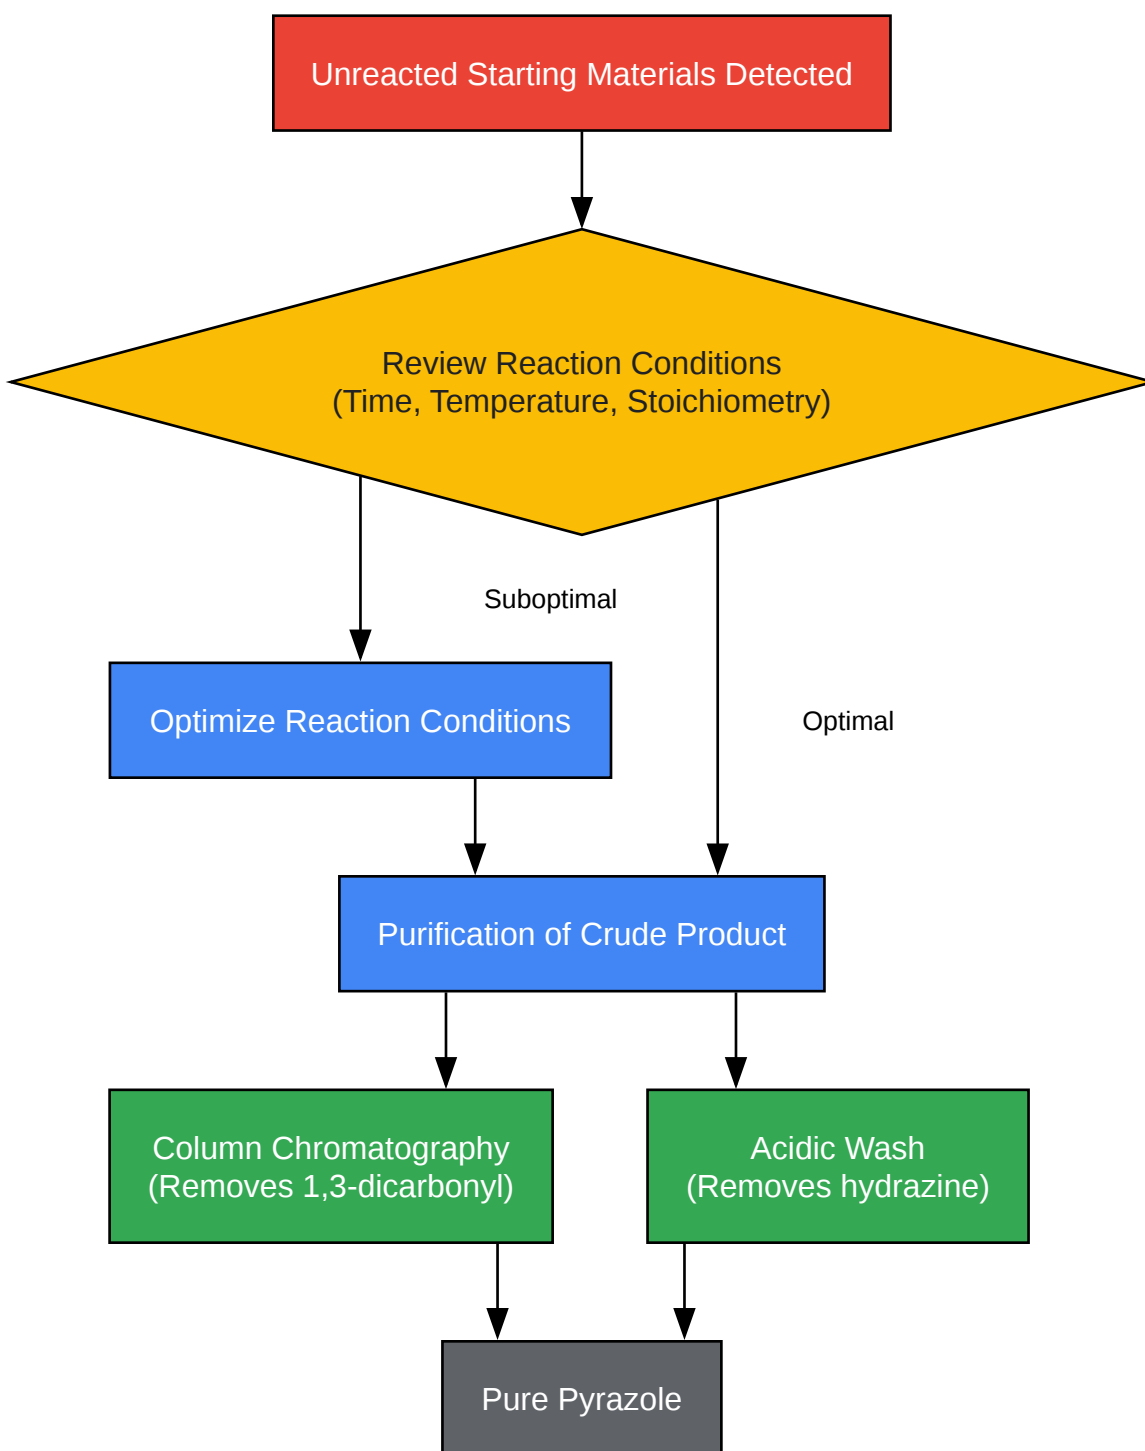 Unreacted Starting Materials Detected
Review Reaction Conditions
(Time, Temperature, Stoichiometry)
Suboptimal
Optimize Reaction Conditions
Optimal
Purification of Crude Product
Column Chromatography
(Removes 1,3-dicarbonyl)
Acidic Wash
(Removes hydrazine)
Pure Pyrazole